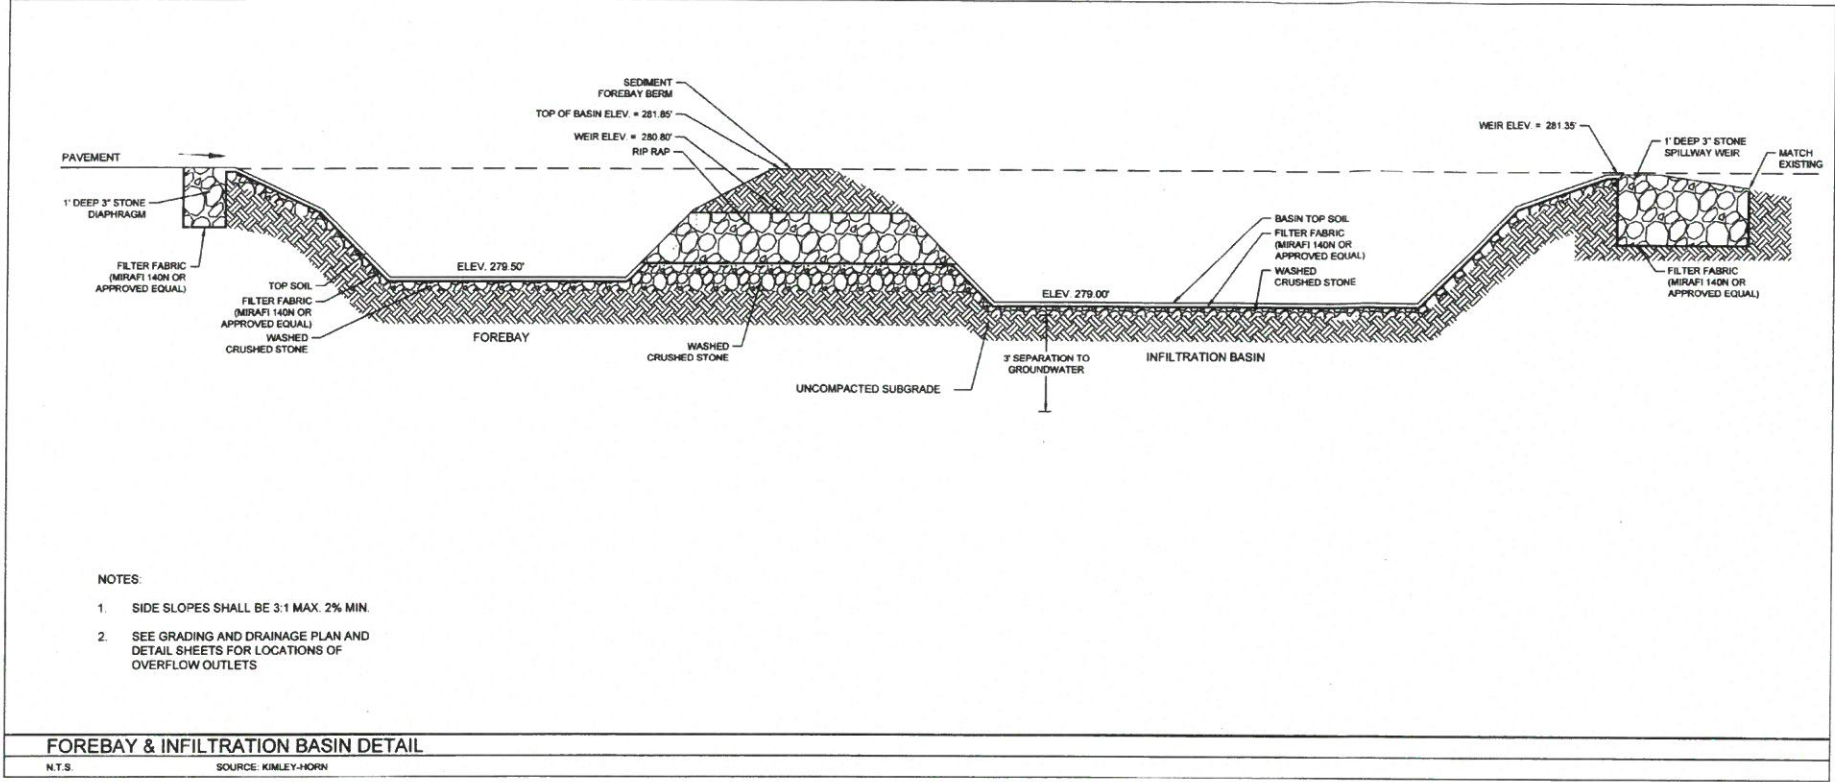 SEDIMENT
FOREBAY BERM
TOP OF BASIN ELEV. = 281.85'
WEIR ELEV. = 280.80'
RIP RAP
WEIR ELEV. = 281.35'
1' DEEP 3" STONE
SPILLWAY WEIR
MATCH
EXISTING
PAVEMENT
1' DEEP 3" STONE
DIAPHRAGM
FILTER FABRIC
(MIRAFI 140N OR
APPROVED EQUAL)
TOP SOIL
FILTER FABRIC
(MIRAFI 140N OR
APPROVED EQUAL)
WASHED
CRUSHED STONE
ELEV. 279.50'
FOREBAY
WASHED
CRUSHED STONE
UNCOMPACTED SUBGRADE
ELEV. 279.00'
3' SEPARATION TO
GROUNDWATER
BASIN TOP SOIL
FILTER FABRIC
(MIRAFI 140N OR
APPROVED EQUAL)
WASHED
CRUSHED STONE
INFILTRATION BASIN
FILTER FABRIC
(MIRAFI 140N OR
APPROVED EQUAL)
NOTES:
1. SIDE SLOPES SHALL BE 3:1 MAX. 2% MIN.
2. SEE GRADING AND DRAINAGE PLAN AND
DETAIL SHEETS FOR LOCATIONS OF
OVERFLOW OUTLETS
FOREBAY & INFILTRATION BASIN DETAIL
N.T.S. SOURCE: KIMLEY-HORN